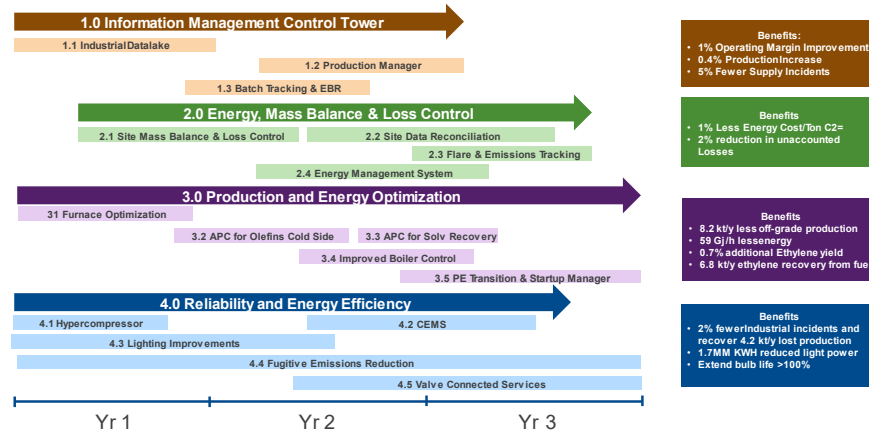 1.0 Information Management Control Tower
1.1 IndustrialDatalake
1.2 Production Manager
1.3 Batch Tracking & EBR
Benefits:
• 1% Operating Margin Improvement
• 0.4% ProductionIncrease
• 5% Fewer Supply Incidents
2.0 Energy, Mass Balance & Loss Control
2.1 Site Mass Balance & Loss Control
2.2 Site Data Reconciliation
2.3 Flare & Emissions Tracking
2.4 Energy Management System
Benefits
• 1% Less Energy Cost/Ton C2=
• 2% reduction in unaccounted
Losses
3.0 Production and Energy Optimization
31 Furnace Optimization
3.2 APC for Olefins Cold Side
3.3 APC for Solv Recovery
3.4 Improved Boiler Control
3.5 PE Transition & Startup Manager
Benefits
• 8.2 kt/y less off-grade production
• 59 Gj/h lessenergy
• 0.7% additional Ethylene yield
• 6.8 kt/y ethylene recovery from fue
4.0 Reliability and Energy Efficiency
4.1 Hypercompressor
4.2 CEMS
4.3 Lighting Improvements
4.4 Fugitive Emissions Reduction
4.5 Valve Connected Services
Benefits
• 2% fewerIndustrial incidents and
recover 4.2 kt/y lost production
• 1.7MM KWH reduced light power
• Extend bulb life >100%
Yr 1
Yr 2
Yr 3